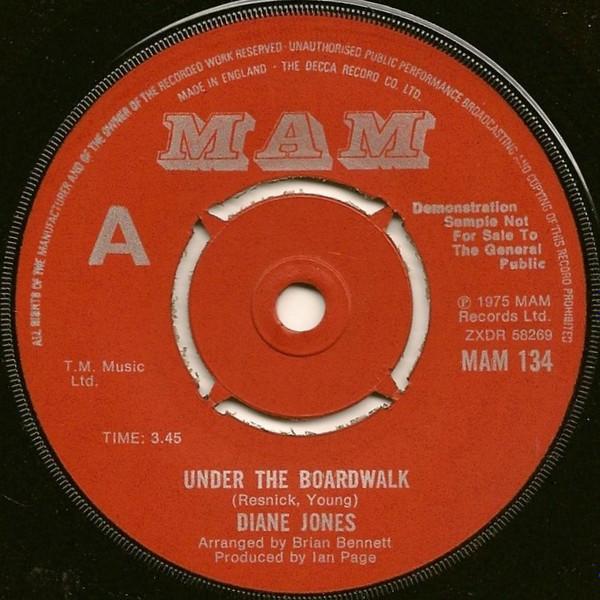 ALL RIGHTS OF THE MANUFACTURER AND OF THE OWNER OF THE RECORDED WORK RESERVED · UNAUTHORISED PUBLIC PERFORMANCE BROADCASTING AND COPYING OF THIS RECORD PROHIBITED
MADE IN ENGLAND · THE DECCA RECORD CO. LTD.
MAM
A
Demonstration
Sample Not
For Sale To
The General
Public
℗ 1975 MAM
Records Ltd.
ZXDR 58269
MAM 134
T.M. Music
Ltd.
TIME: 3.45
UNDER THE BOARDWALK
(Resnick, Young)
DIANE JONES
Arranged by Brian Bennett
Produced by Ian Page